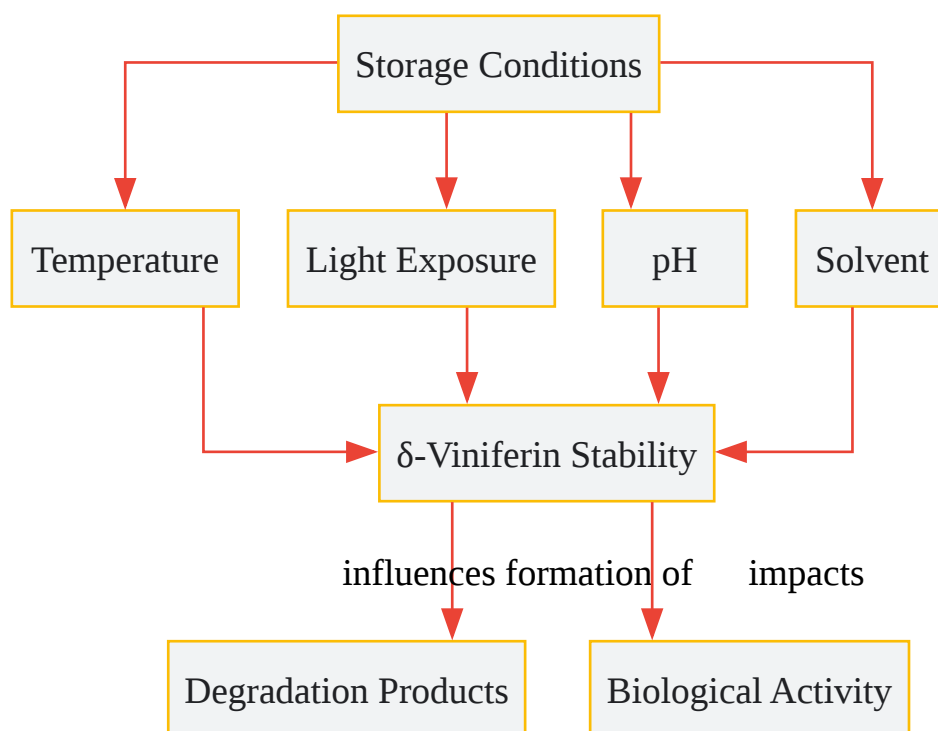 Storage Conditions
Temperature
Light Exposure
pH
Solvent
δ-Viniferin Stability
influences formation of
impacts
Degradation Products
Biological Activity